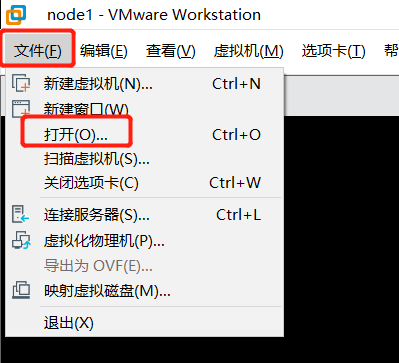 node1 - VMware Workstation
文件(F) 编辑(E) 查看(V) 虚拟机(M) 选项卡(T) 帮
新建虚拟机(N)... Ctrl+N
新建窗口(W)
打开(O)... Ctrl+O
扫描虚拟机(S)...
关闭选项卡(C) Ctrl+W
连接服务器(S)... Ctrl+L
虚拟化物理机(P)...
导出为 OVF(E)...
映射虚拟磁盘(M)...
退出(X)